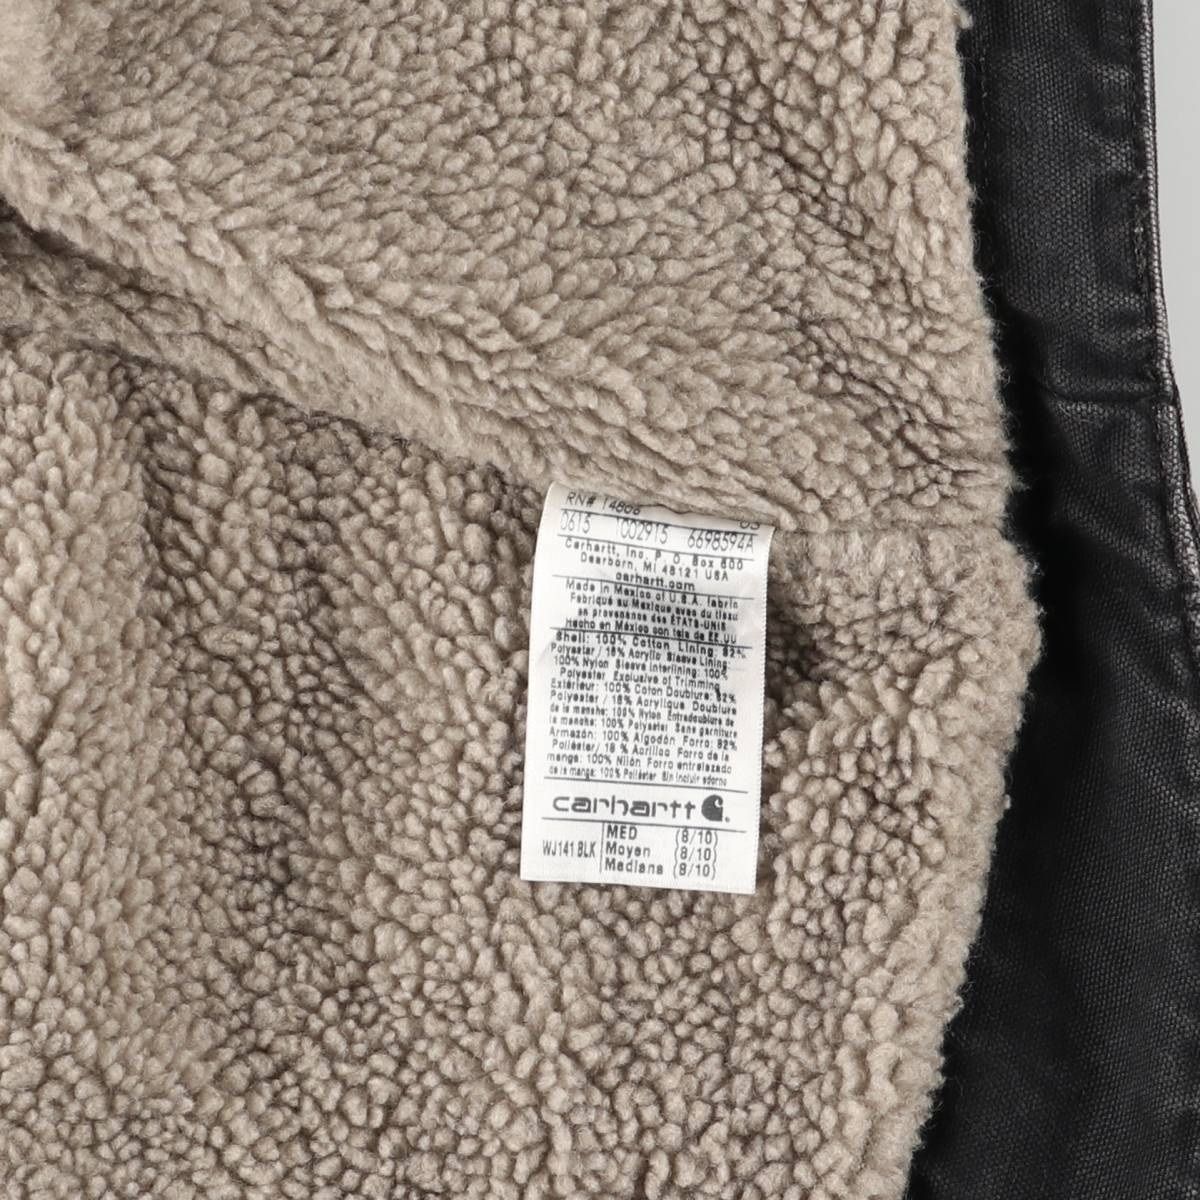 RN# 14806 US
0615 1002915 6698594A
Carhartt, Inc. P.O. Box 600
Dearborn, MI 48121 USA
carhartt.com
Made in Mexico of U.S.A. fabric
Fabriqué au Mexique avec du tissu
en provenance des ÉTATS-UNIS
Hecho en México con tela de EE.UU.
Shell: 100% Cotton Lining: 82%
Polyester / 18% Acrylic Sleeve Lining:
100% Nylon Sleeve Interlining: 100%
Polyester Exclusive of Trimming
Extérieur: 100% Coton Doublure: 82%
Polyester / 18% Acrylique Doublure
de la manche: 100% Nylon Entredoublure de
la manche: 100% Polyester Sans garniture
Armazón: 100% Algodón Forro: 82%
Poliéster/ 18 % Acrílico Forro de la
manga: 100% Nilón Forro entrelazado
de la manga: 100% Poliéster Sin incluir adorno
carhartt
WJ141 BLK
MED (8/10)
Moyen (8/10)
Mediana (8/10)